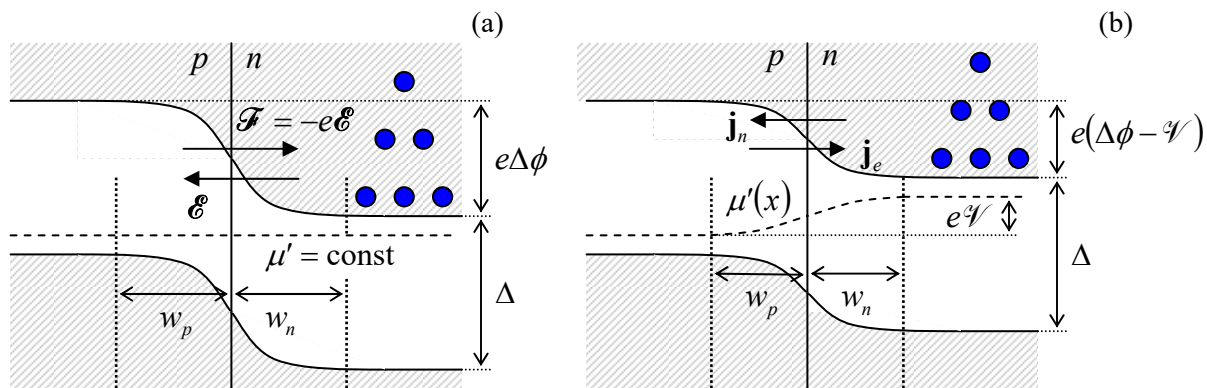 (a)
p n
𝓕 = −e𝓔
𝓔
eΔϕ
μ′ = const
w_p w_n
Δ
(b)
p n
j_n
j_e
e(Δϕ − 𝒱)
μ′(x)
e𝒱
w_p w_n
Δ